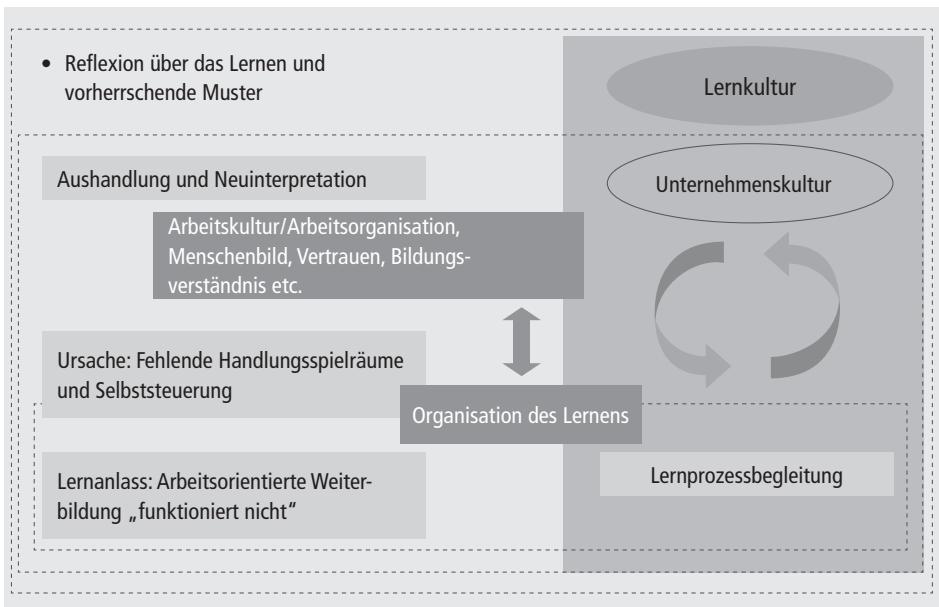 • Reflexion über das Lernen und
vorherrschende Muster
Lernkultur
Aushandlung und Neuinterpretation
Unternehmenskultur
Arbeitskultur/Arbeitsorganisation,
Menschenbild, Vertrauen, Bildungs-
verständnis etc.
Ursache: Fehlende Handlungsspielräume
und Selbststeuerung
Organisation des Lernens
Lernanlass: Arbeitsorientierte Weiter-
bildung „funktioniert nicht“
Lernprozessbegleitung